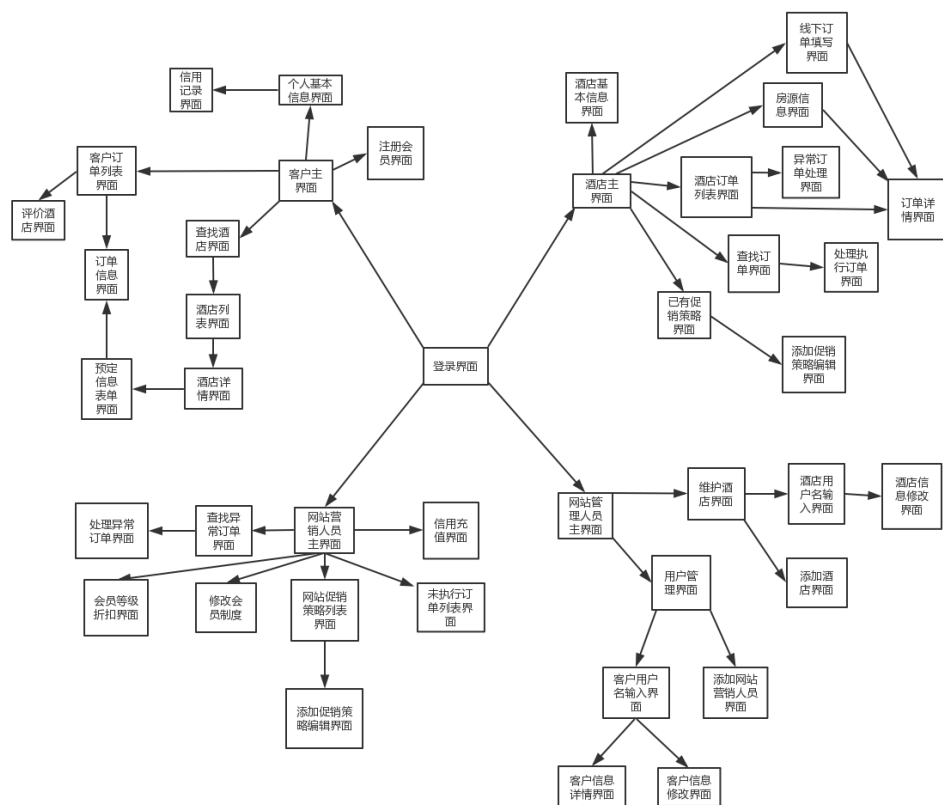 线下订
单填写
界面
信用
记录
界面
个人基本
信息界面
酒店基
本信息
界面
房源信
息界面
注册会
员界面
客户订
单列表
界面
客户主
界面
酒店主
界面
酒店订单
列表界面
异常订
单处理
界面
订单详
情界面
评价酒
店界面
查找酒
店界面
订单
信息
界面
查找订
单界面
处理执
行订单
界面
酒店列
表界面
已有促
销策略
界面
登录界面
添加促销
策略编辑
界面
预定
信息
表单
界面
酒店详
情界面
维护酒
店界面
酒店用
户名输
入界面
酒店信
息修改
界面
处理异常
订单界面
查找异
常订单
界面
网站营
销人员
主界面
信用充
值界面
网站管
理人员
主界面
会员等级
折扣界面
修改会
员制度
网站促销
策略列表
界面
未执行订
单列表界
面
用户管
理界面
添加酒
店界面
添加促销策
略编辑界面
客户用户
名输入界
面
添加网站
营销人员
界面
客户信息
详情界面
客户信息
修改界面